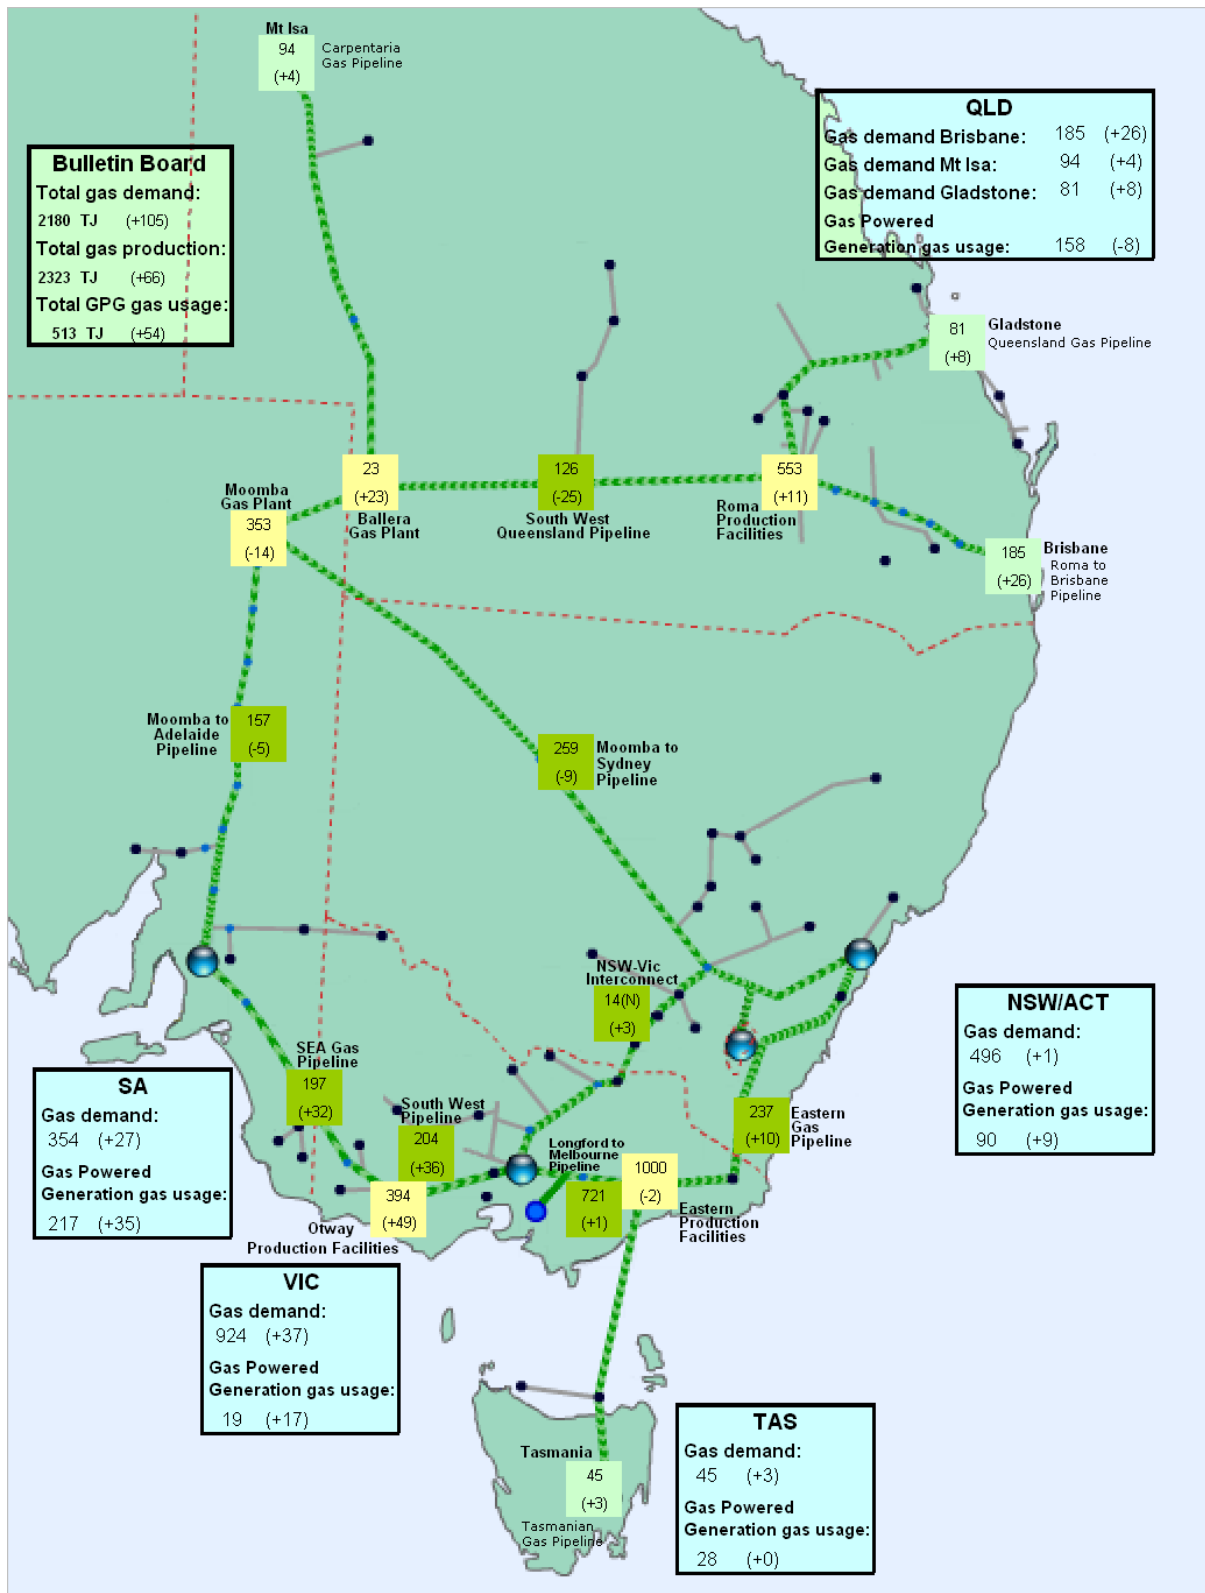 Mt Isa
94
(+4)
Carpentaria
Gas Pipeline
QLD
Gas demand Brisbane: 185 (+26)
Gas demand Mt Isa: 94 (+4)
Gas demand Gladstone: 81 (+8)
Gas Powered
Generation gas usage: 158 (-8)
Bulletin Board
Total gas demand:
2180 TJ (+105)
Total gas production:
2323 TJ (+66)
Total GPG gas usage:
513 TJ (+54)
81
(+8)
Gladstone
Queensland Gas Pipeline
Moomba
Gas Plant
353
(-14)
23
(+23)
Ballera
Gas Plant
126
(-25)
South West
Queensland Pipeline
553
(+11)
Roma
Production
Facilities
185
(+26)
Brisbane
Roma to
Brisbane
Pipeline
Moomba to
Adelaide
Pipeline
157
(-5)
259
(-9)
Moomba to
Sydney
Pipeline
NSW-Vic
Interconnect
14(N)
(+3)
NSW/ACT
Gas demand:
496 (+1)
Gas Powered
Generation gas usage:
90 (+9)
SEA Gas
Pipeline
197
(+32)
SA
Gas demand:
354 (+27)
Gas Powered
Generation gas usage:
217 (+35)
South West
Pipeline
204
(+36)
Longford to
Melbourne
Pipeline
721
(+1)
1000
(-2)
Eastern
Production
Facilities
237
(+10)
Eastern
Gas
Pipeline
394
(+49)
Otway
Production Facilities
VIC
Gas demand:
924 (+37)
Gas Powered
Generation gas usage:
19 (+17)
Tasmania
45
(+3)
Tasmanian
Gas Pipeline
TAS
Gas demand:
45 (+3)
Gas Powered
Generation gas usage:
28 (+0)